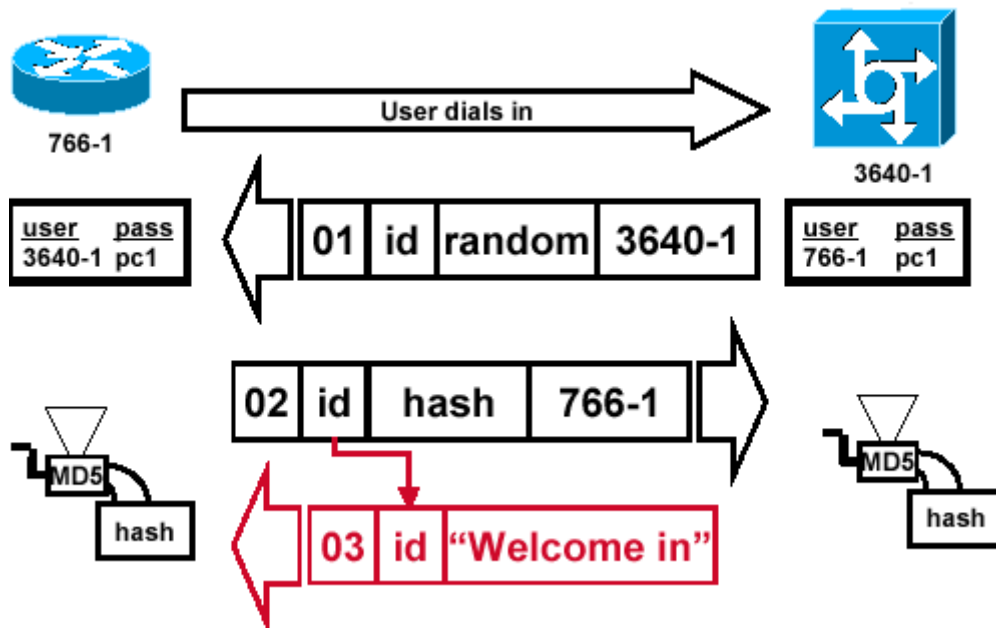 User dials in
766-1
3640-1
user pass
3640-1 pc1
01 id random 3640-1
user pass
766-1 pc1
02 id hash 766-1
MD5
hash
MD5
hash
03 id “Welcome in”